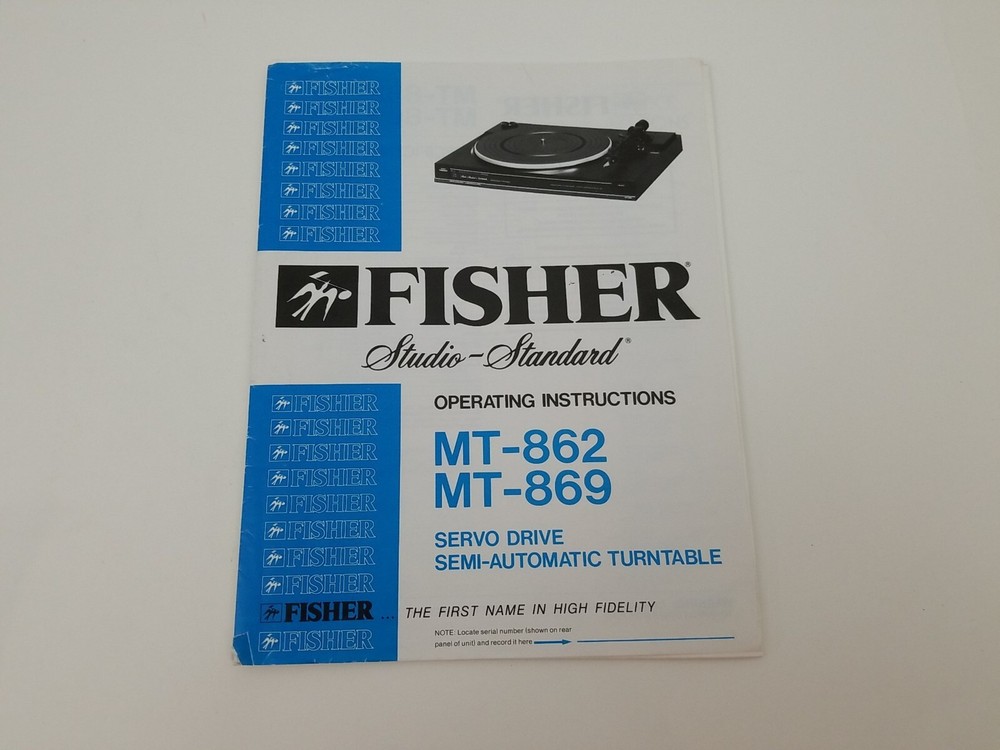 FISHER
FISHER
FISHER
FISHER
FISHER
FISHER
FISHER
FISHER
FISHER®
Studio-Standard®
FISHER
FISHER
FISHER
FISHER
FISHER
FISHER
FISHER
FISHER
OPERATING INSTRUCTIONS
MT-862
MT-869
SERVO DRIVE
SEMI-AUTOMATIC TURNTABLE
FISHER ... THE FIRST NAME IN HIGH FIDELITY
FISHER
NOTE: Locate serial number (shown on rear
panel of unit) and record it here